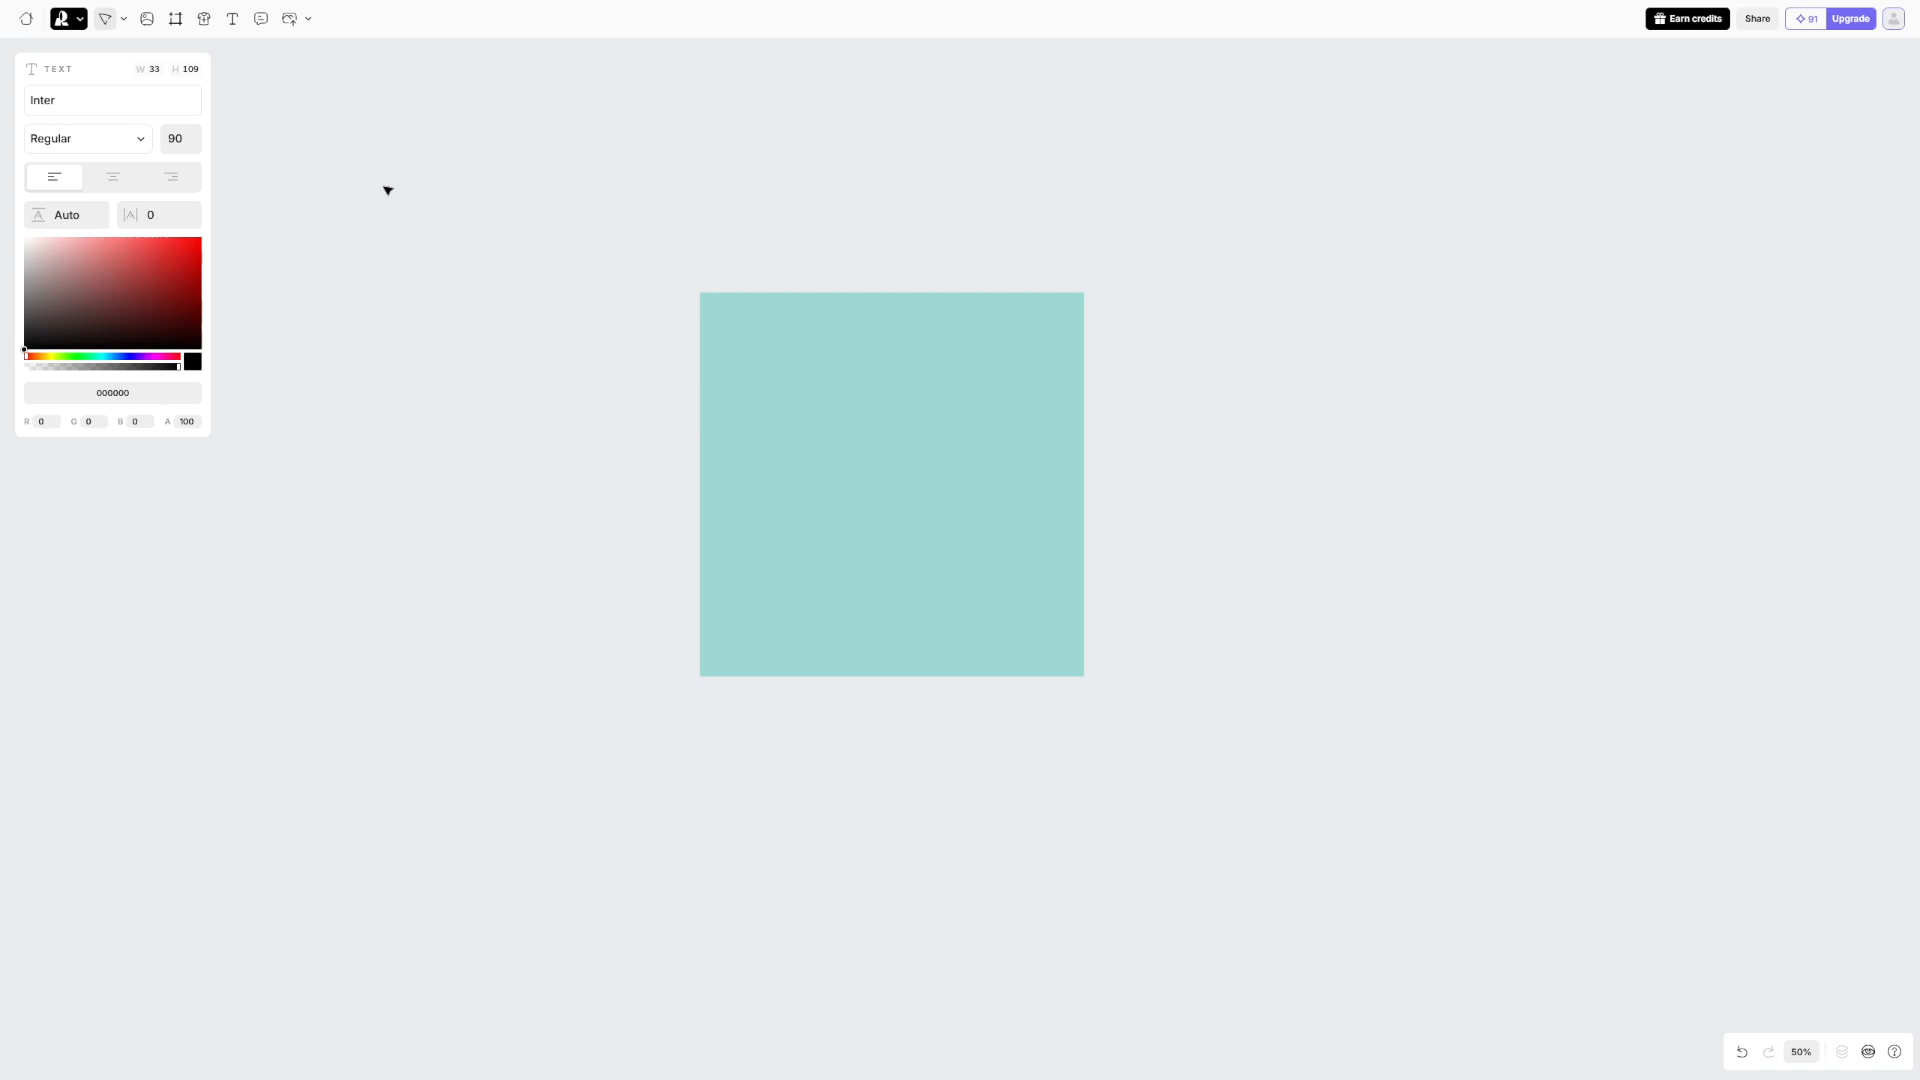 Earn credits Share 91 Upgrade
TEXT W 33 H 109
Inter
Regular 90
Auto 0
000000
R 0 G 0 B 0 A 100
50%